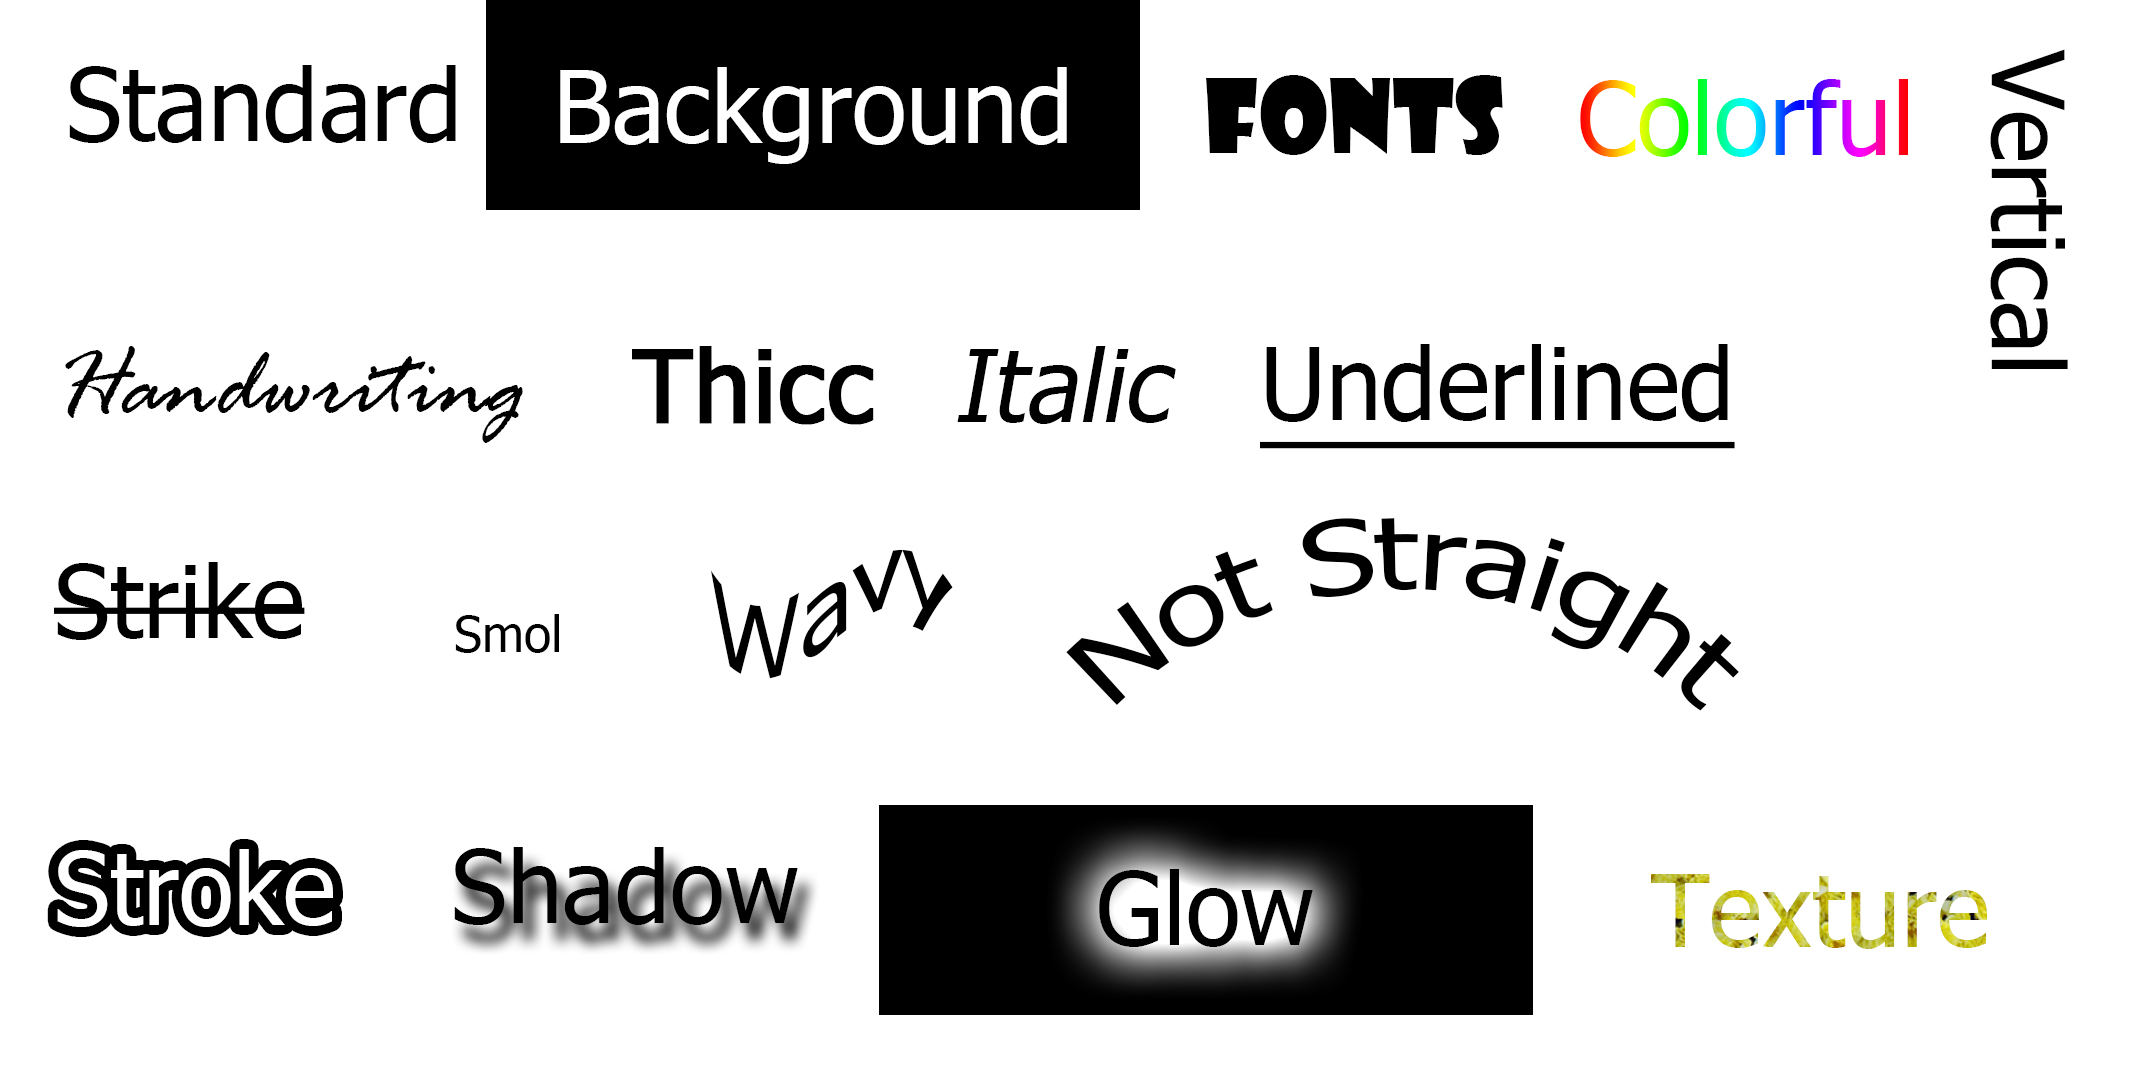 Standard Background FONTS Colorful Vertical
Handwriting Thicc Italic Underlined
Strike Smol Wavy Not Straight
Stroke Shadow Glow Texture